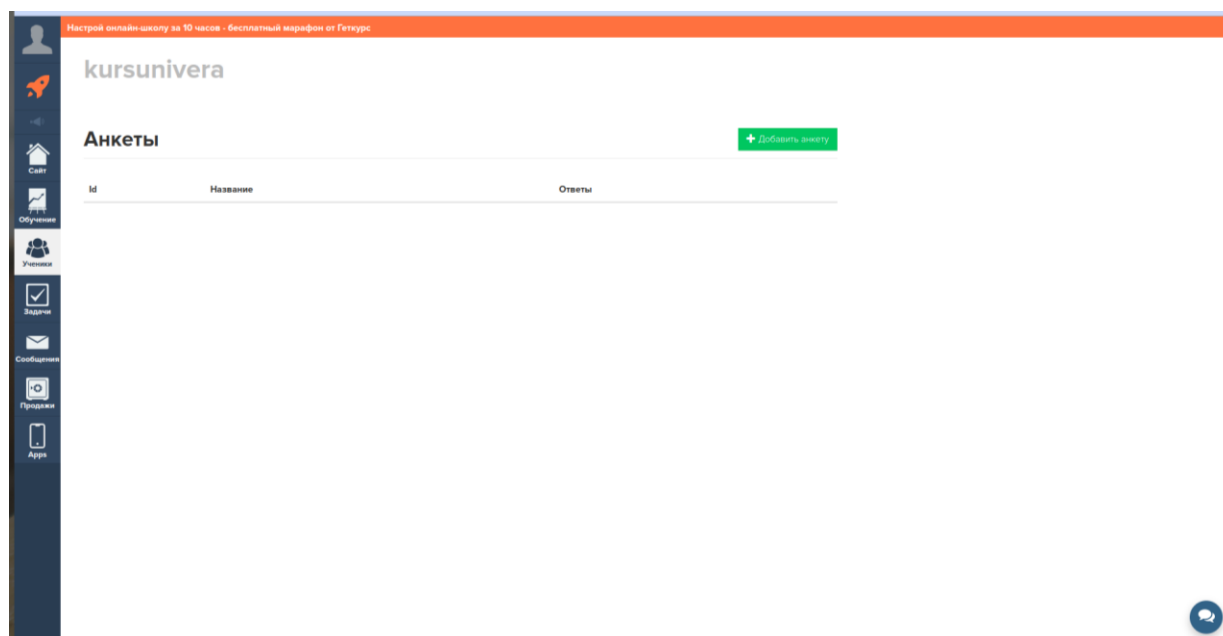 Настрой онлайн-школу за 10 часов - бесплатный марафон от Геткурс
kursunivera
Анкеты
+ Добавить анкету
Id Название Ответы
Сайт
Обучение
Ученики
Задачи
Сообщения
Продажи
Apps